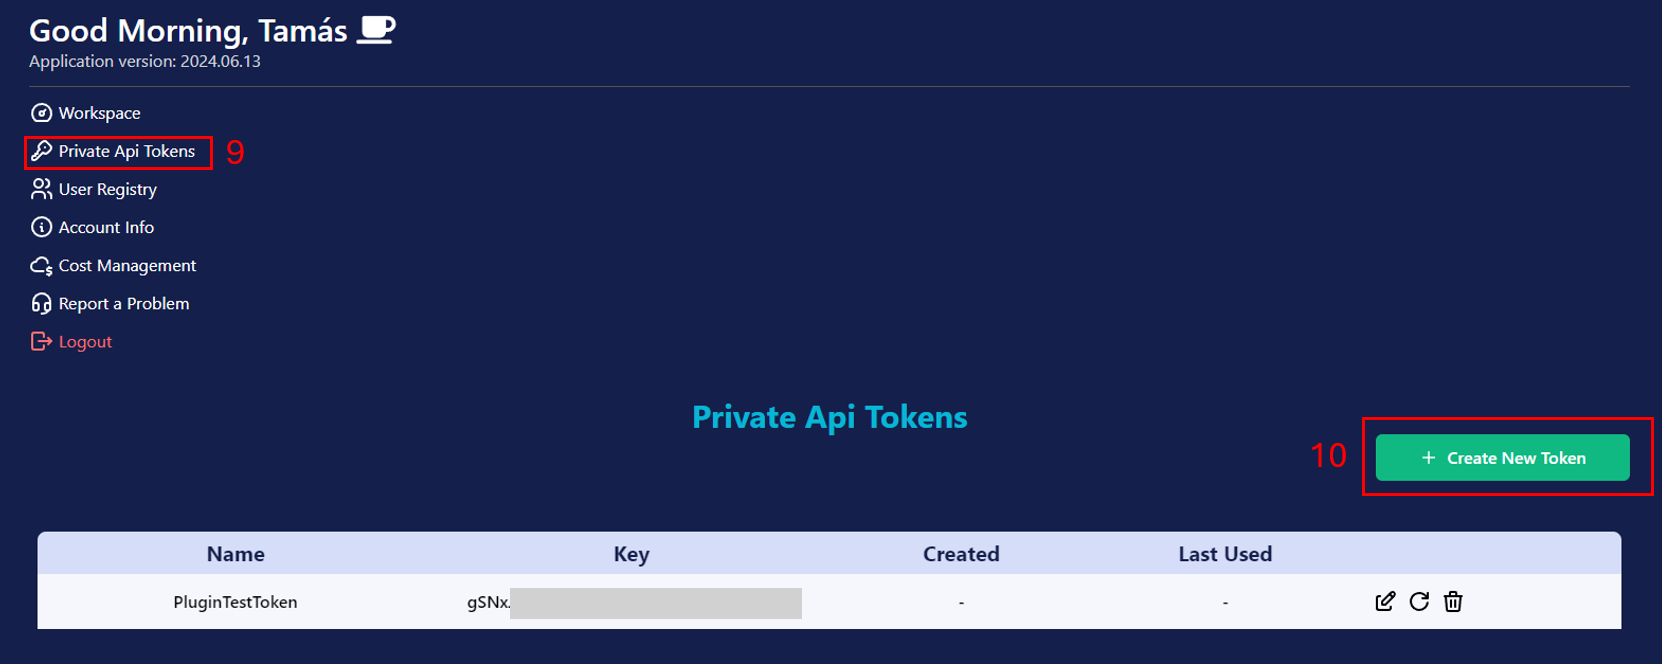 Good Morning, Tamás
Application version: 2024.06.13
Workspace
Private Api Tokens 9
User Registry
Account Info
Cost Management
Report a Problem
Logout
Private Api Tokens
10 + Create New Token
Name Key Created Last Used
PluginTestToken gSNx. - -